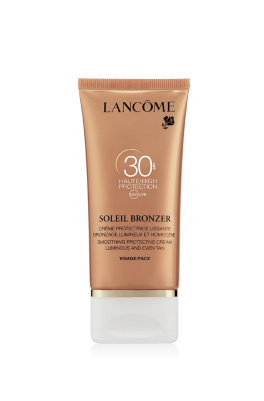 LANCÔME
30
HAUTE/HIGH
PROTECTION
SOLEIL BRONZER
CRÈME PROTECTRICE LISSANTE
BRONZAGE LUMINEUX ET HOMOGÈNE
SMOOTHING PROTECTIVE CREAM
LUMINOUS AND EVEN TAN
VISAGE/FACE